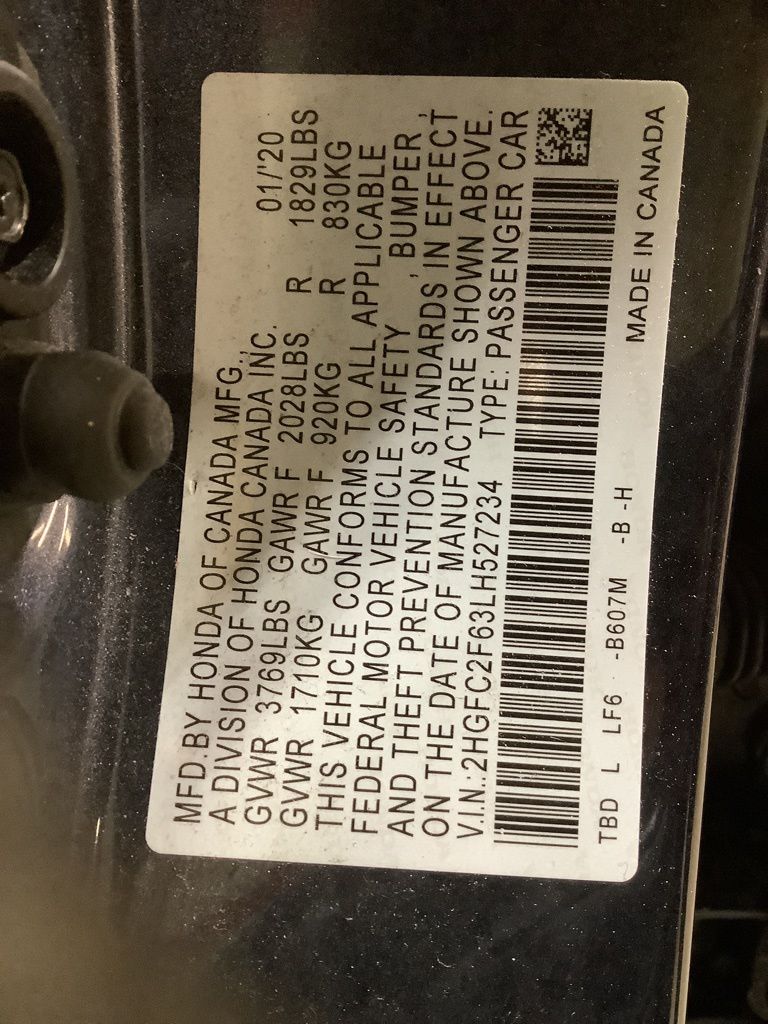 MFD.BY HONDA OF CANADA MFG., 01/'20
A DIVISION OF HONDA CANADA INC.
GVWR 3769LBS GAWR F 2028LBS R 1829LBS
GVWR 1710KG GAWR F 920KG R 830KG
THIS VEHICLE CONFORMS TO ALL APPLICABLE
FEDERAL MOTOR VEHICLE SAFETY , BUMPER ,
AND THEFT PREVENTION STANDARDS IN EFFECT
ON THE DATE OF MANUFACTURE SHOWN ABOVE.
V.I.N.:2HGFC2F63LH527234 TYPE: PASSENGER CAR
TBD L LF6 -B607M -B -H MADE IN CANADA